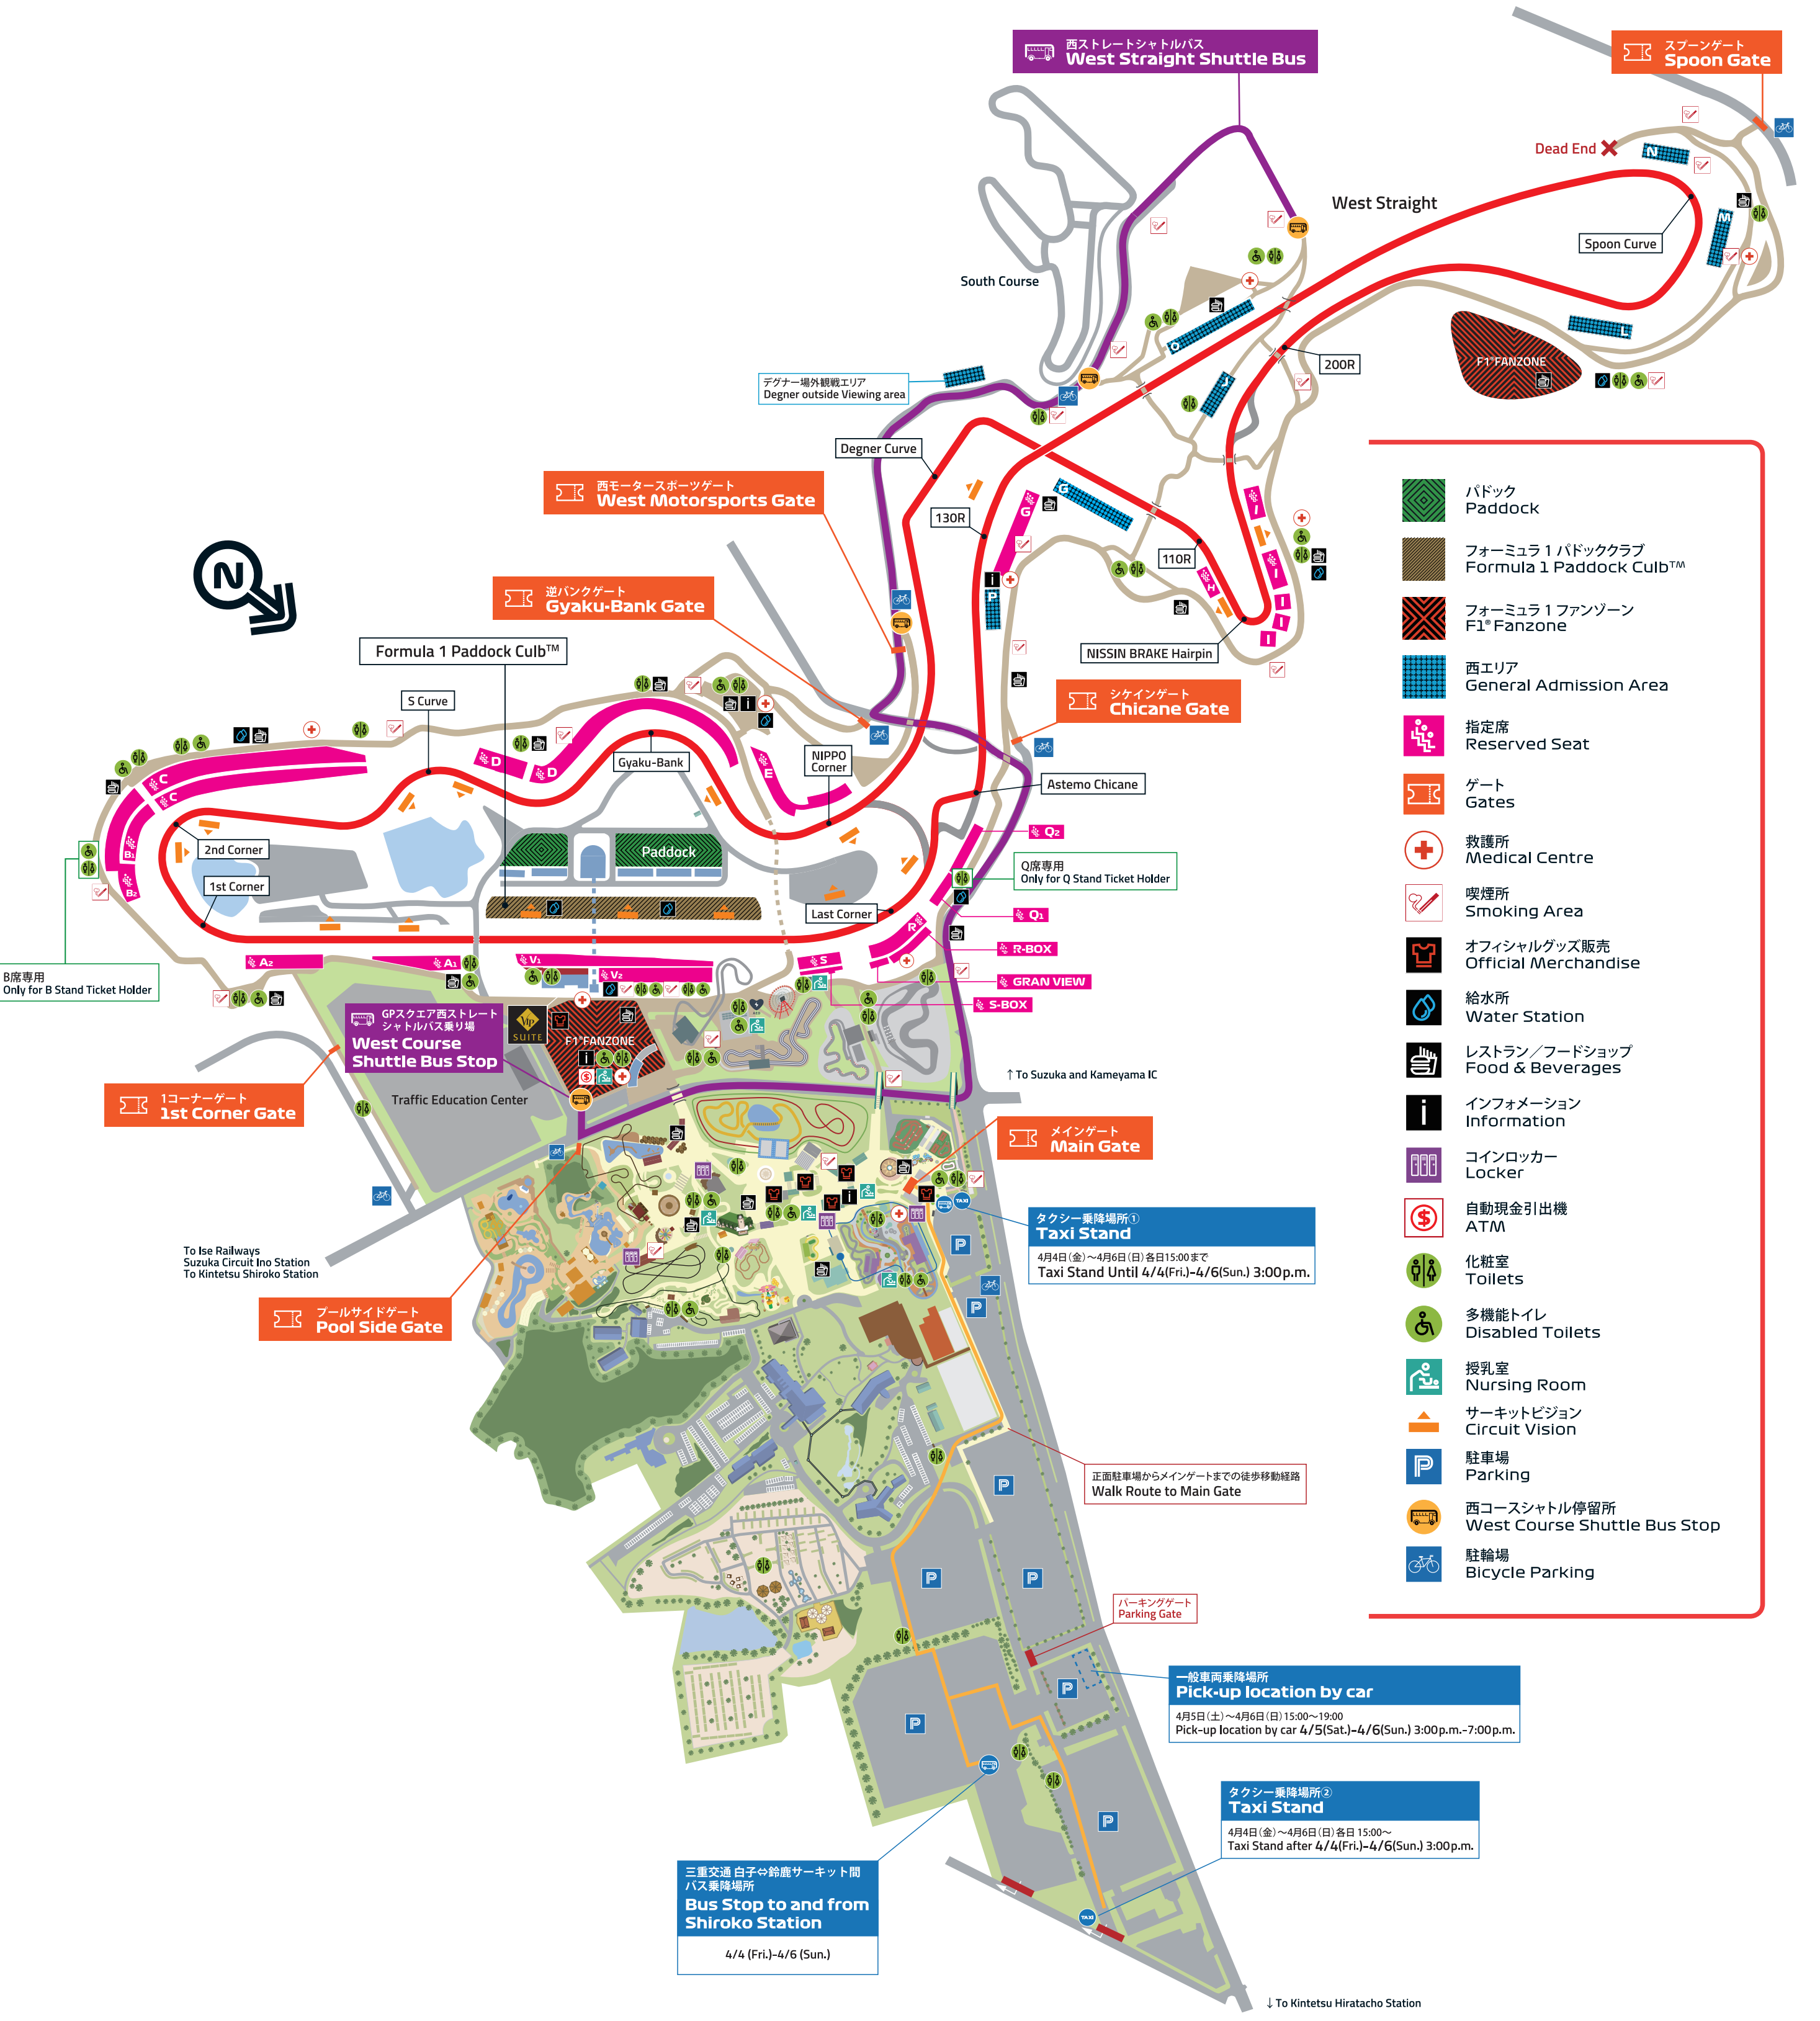 西ストレートシャトルバス
West Straight Shuttle Bus
スプーンゲート
Spoon Gate
Dead End
N
West Straight
M
Spoon Curve
South Course
O
L
F1®FANZONE
200R
J
デグナー場外観戦エリア
Degner outside Viewing area
Degner Curve
西モータースポーツゲート
West Motorsports Gate
G
G
I
130R
110R
I
H
I
I
I
i
P
NISSIN BRAKE Hairpin
逆バンクゲート
Gyaku-Bank Gate
N
Formula 1 Paddock Culb™
シケインゲート
Chicane Gate
S Curve
i
D
D
Gyaku-Bank
E
NIPPO
Corner
Astemo Chicane
C
C
B1
B2
2nd Corner
1st Corner
Paddock
Last Corner
Q2
Q席専用
Only for Q Stand Ticket Holder
Q1
R
R-BOX
GRAN VIEW
S-BOX
A2
A1
V1
V2
S
B席専用
Only for B Stand Ticket Holder
GPスクエア西ストレート
シャトルバス乗り場
West Course
Shuttle Bus Stop
Vip
SUITE
F1®FANZONE
i
1コーナーゲート
1st Corner Gate
Traffic Education Center
↑To Suzuka and Kameyama IC
メインゲート
Main Gate
i
TAXI
タクシー乗降場所①
Taxi Stand
4月4日(金)〜4月6日(日)各日15:00まで
Taxi Stand Until 4/4(Fri.)-4/6(Sun.) 3:00p.m.
To Ise Railways
Suzuka Circuit Ino Station
To Kintetsu Shiroko Station
プールサイドゲート
Pool Side Gate
P
P
正面駐車場からメインゲートまでの徒歩移動経路
Walk Route to Main Gate
P
P
P
パーキングゲート
Parking Gate
P
一般車両乗降場所
Pick-up location by car
4月5日(土)〜4月6日(日)15:00〜19:00
Pick-up location by car 4/5(Sat.)-4/6(Sun.) 3:00p.m.-7:00p.m.
P
P
タクシー乗降場所②
Taxi Stand
4月4日(金)〜4月6日(日)各日 15:00〜
Taxi Stand after 4/4(Fri.)-4/6(Sun.) 3:00p.m.
三重交通 白子⇔鈴鹿サーキット間
バス乗降場所
Bus Stop to and from
Shiroko Station
4/4 (Fri.)-4/6 (Sun.)
TAXI
↓To Kintetsu Hiratacho Station
パドック
Paddock
フォーミュラ 1 パドッククラブ
Formula 1 Paddock Culb™
フォーミュラ 1 ファンゾーン
F1® Fanzone
西エリア
General Admission Area
指定席
Reserved Seat
ゲート
Gates
救護所
Medical Centre
喫煙所
Smoking Area
オフィシャルグッズ販売
Official Merchandise
給水所
Water Station
レストラン／フードショップ
Food & Beverages
i
インフォメーション
Information
コインロッカー
Locker
自動現金引出機
ATM
化粧室
Toilets
多機能トイレ
Disabled Toilets
授乳室
Nursing Room
サーキットビジョン
Circuit Vision
P
駐車場
Parking
西コースシャトル停留所
West Course Shuttle Bus Stop
駐輪場
Bicycle Parking